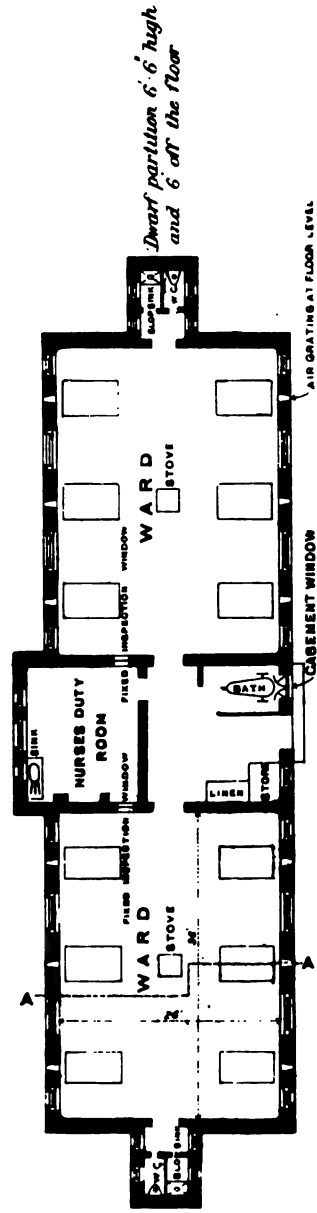 Dwarf partition 6' 6" high
and 6" off the floor
SLOP SINK
W C
AIR GRATING AT FLOOR LEVEL
WARD
STOVE
FIXED INSPECTION WINDOW
NURSES DUTY
ROOM
SINK
BATH
CASEMENT WINDOW
LINEN
STORE
FIXED INSPECTION WINDOW
WARD
STOVE
36'
26'
A
A
W C
SLOP SINK